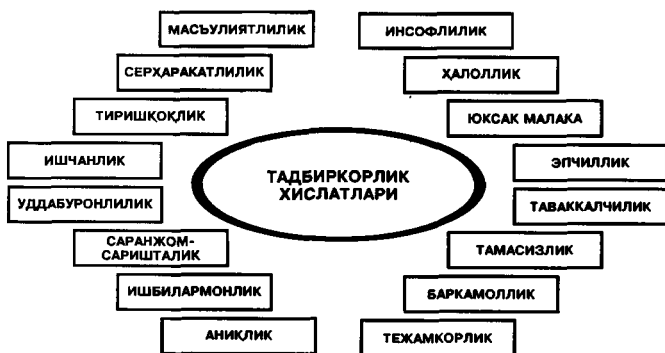 МАСЪУЛИЯТЛИЛИК
ИНСОФЛИЛИК
СЕРҲАРАКАТЛИЛИК
ҲАЛОЛЛИК
ТИРИШҚОҚЛИК
ЮКСАК МАЛАКА
ТАДБИРКОРЛИК
ХИСЛАТЛАРИ
ИШЧАНЛИК
ЭПЧИЛЛИК
УДДАБУРОНЛИЛИК
ТАВАККАЛЧИЛИК
САРАНЖОМ-
САРИШТАЛИК
ТАМАСИЗЛИК
ИШБИЛАРМОНЛИК
БАРКАМОЛЛИК
АНИҚЛИК
ТЕЖАМКОРЛИК